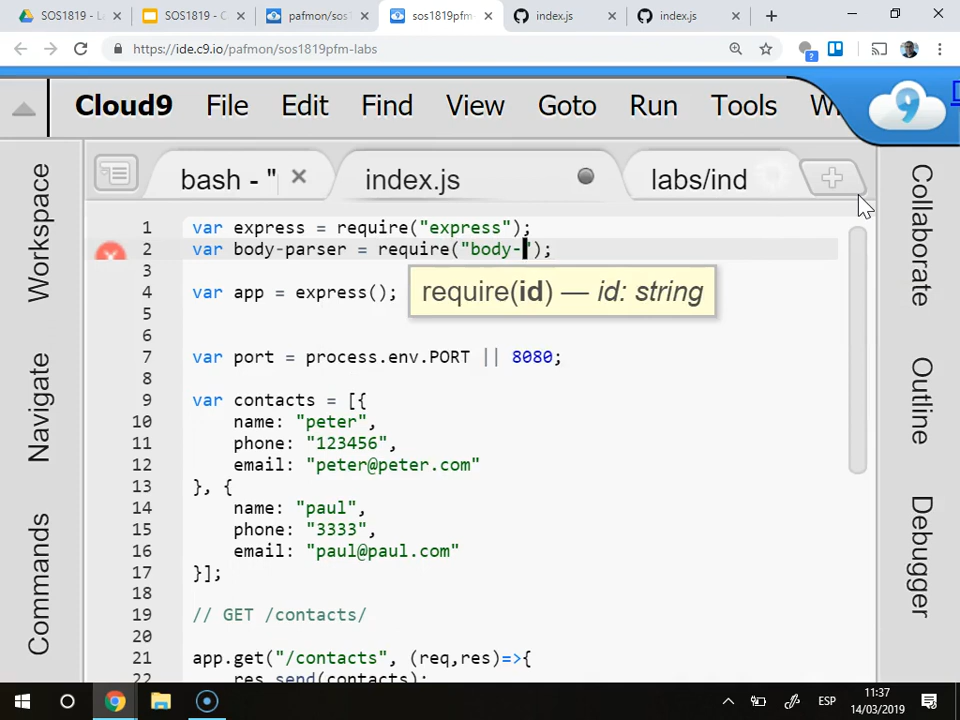 SOS1819 - L
SOS1819 - C
pafmon/sos
sos1819pfm
index.js
index.js
https://ide.c9.io/pafmon/sos1819pfm-labs
?
Cloud9 File Edit Find View Goto Run Tools W
9
Workspace
Navigate
Commands
bash - "
index.js
labs/ind
Collaborate
Outline
Debugger
1 var express = require("express");
2 var body-parser = require("body-");
3
require(id) — id: string
4 var app = express();
5
6
7 var port = process.env.PORT || 8080;
8
9 var contacts = [{
10 name: "peter",
11 phone: "123456",
12 email: "peter@peter.com"
13 }, {
14 name: "paul",
15 phone: "3333",
16 email: "paul@paul.com"
17 }];
18
19 // GET /contacts/
20
21 app.get("/contacts", (req,res)=>{
22 res.send(contacts);
ESP
11:37
14/03/2019